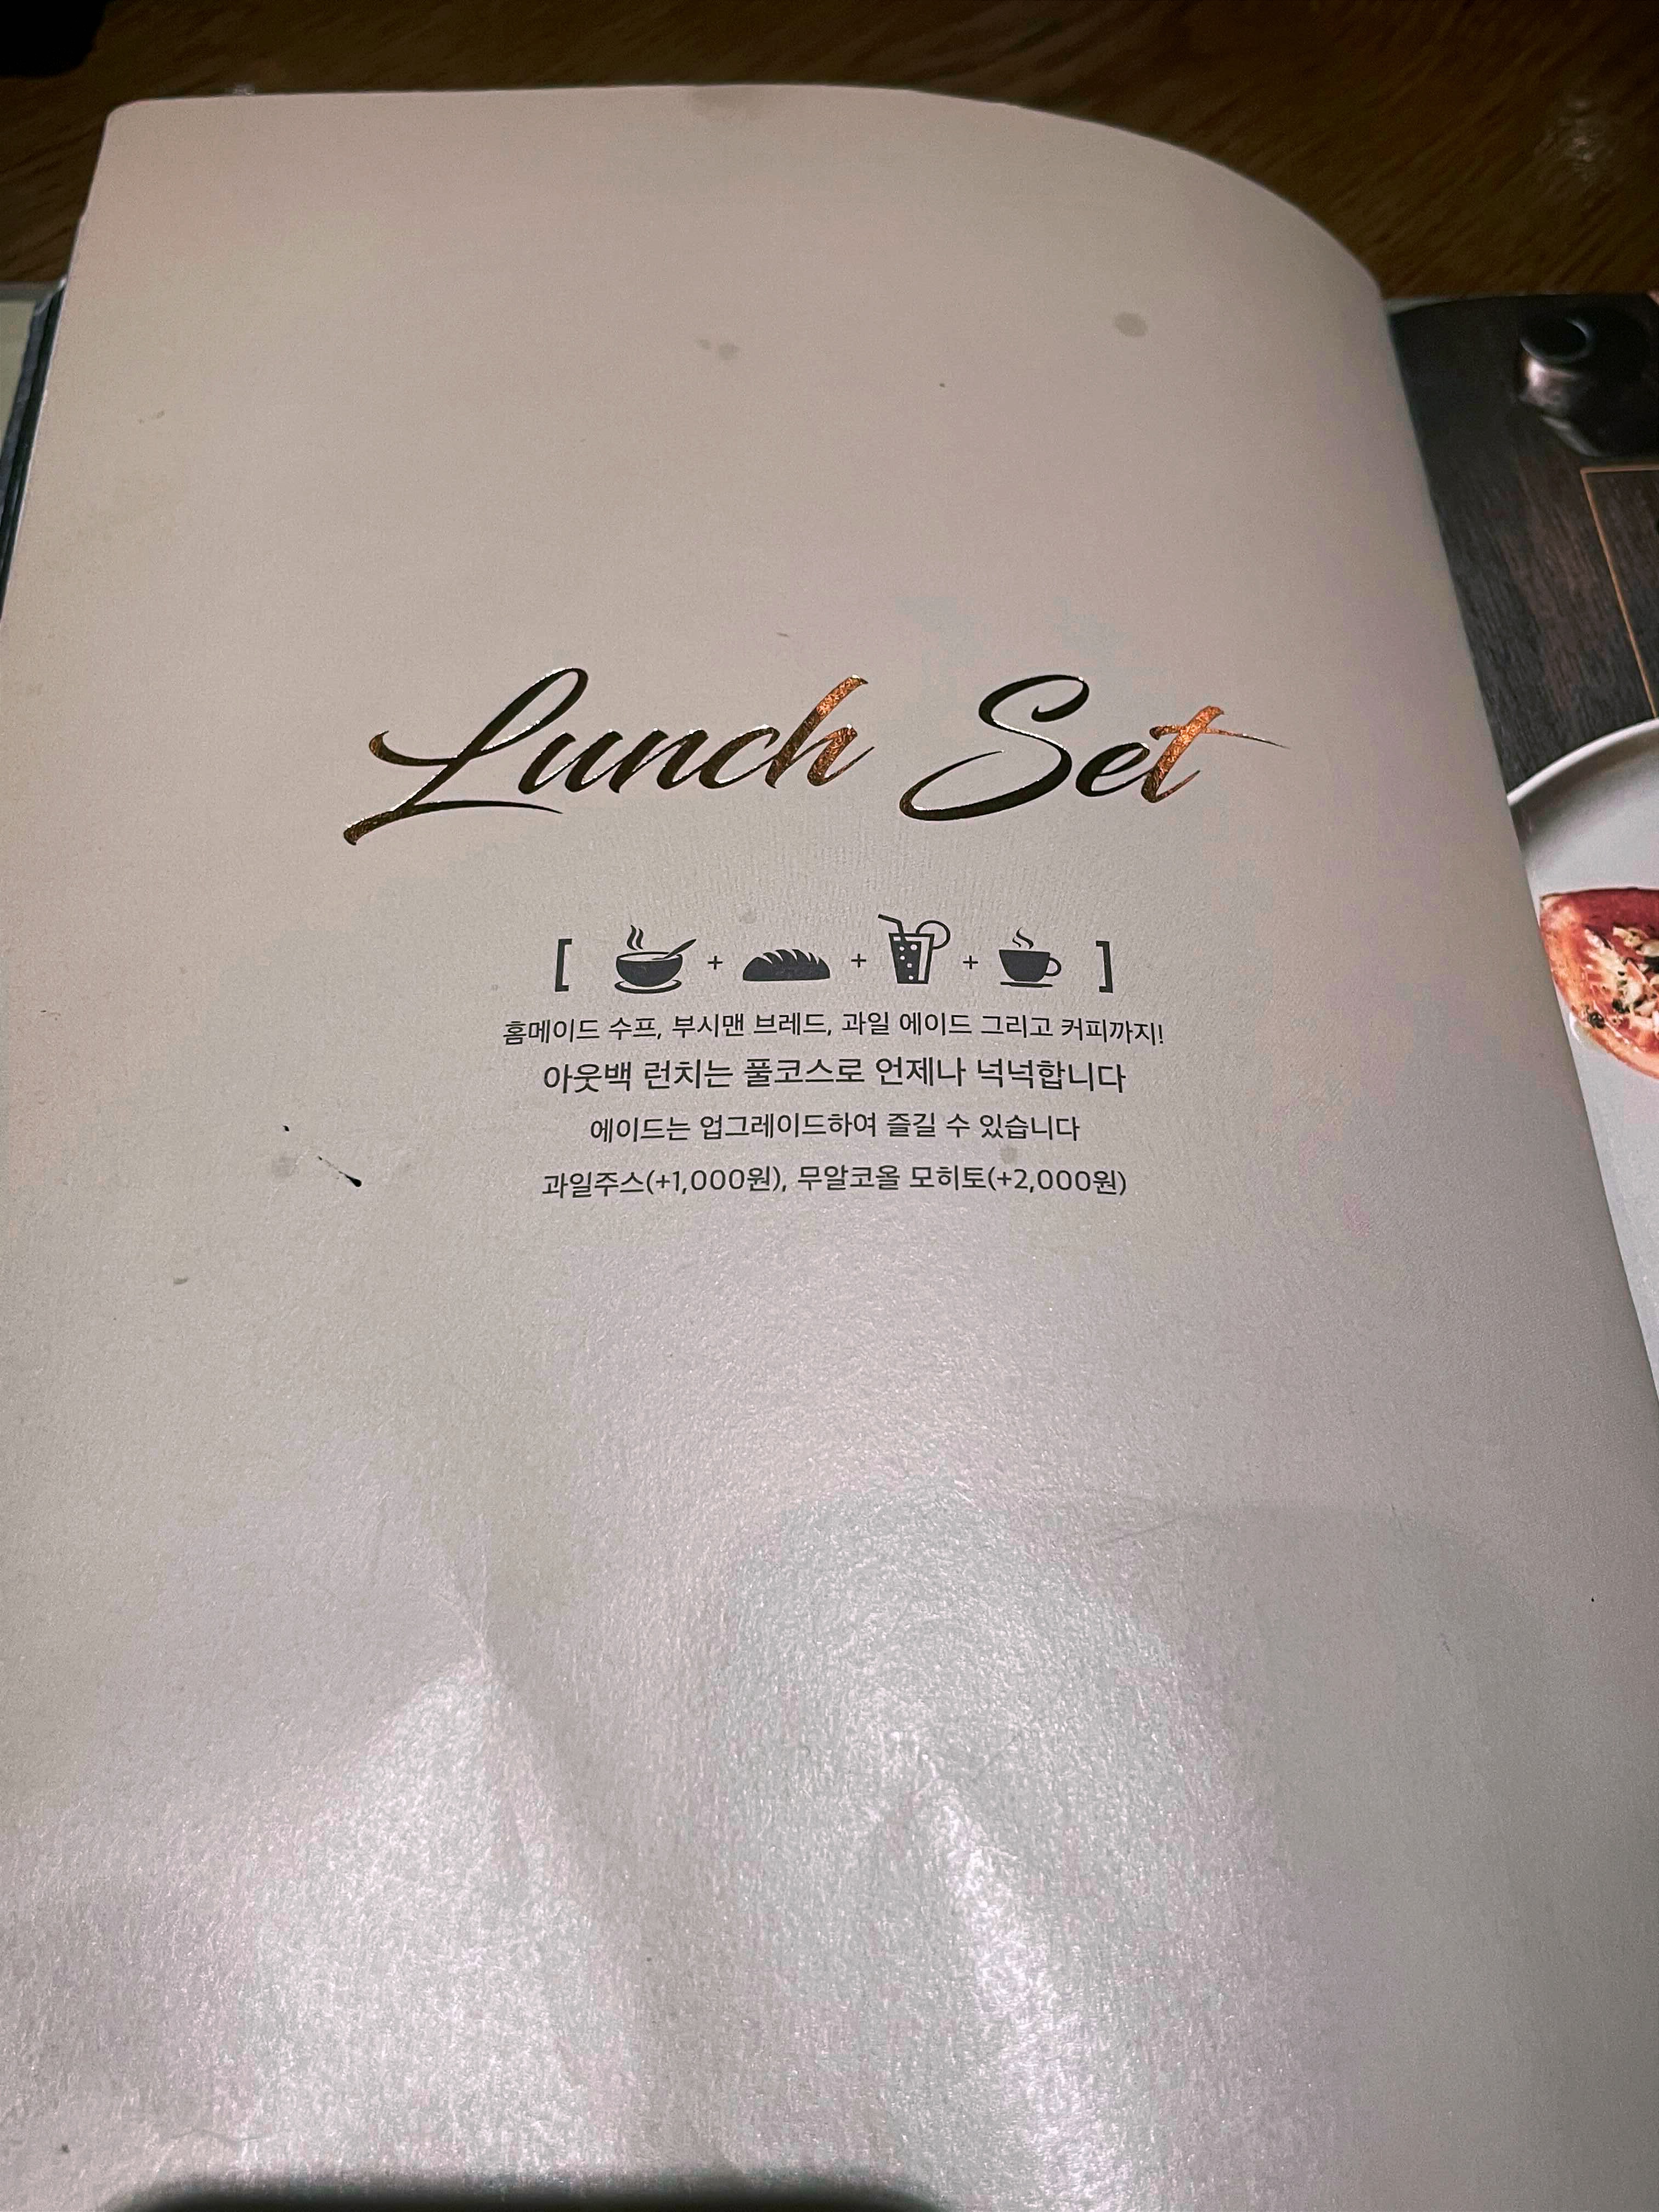 Lunch Set
[ + + + ]
홈메이드 수프, 부시맨 브레드, 과일 에이드 그리고 커피까지!
아웃백 런치는 풀코스로 언제나 넉넉합니다
에이드는 업그레이드하여 즐길 수 있습니다
과일주스(+1,000원), 무알코올 모히토(+2,000원)